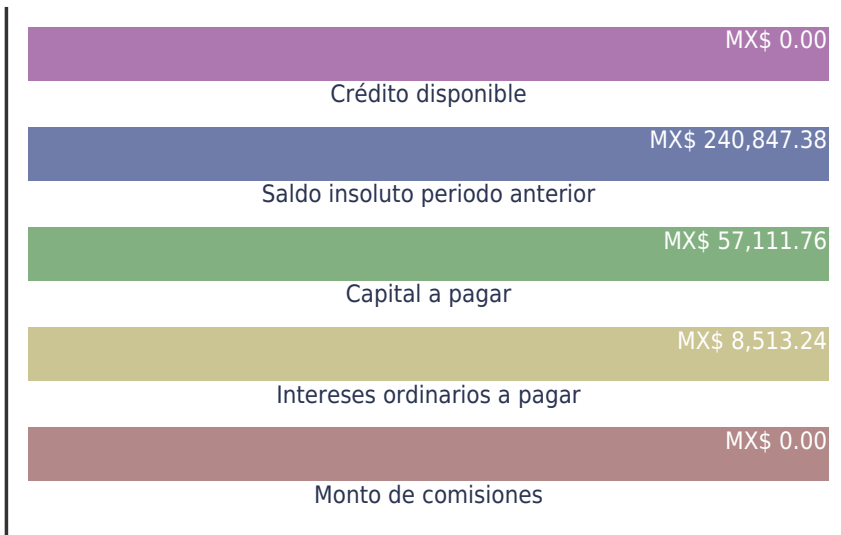 MX$ 0.00
Crédito disponible
MX$ 240,847.38
Saldo insoluto periodo anterior
MX$ 57,111.76
Capital a pagar
MX$ 8,513.24
Intereses ordinarios a pagar
MX$ 0.00
Monto de comisiones